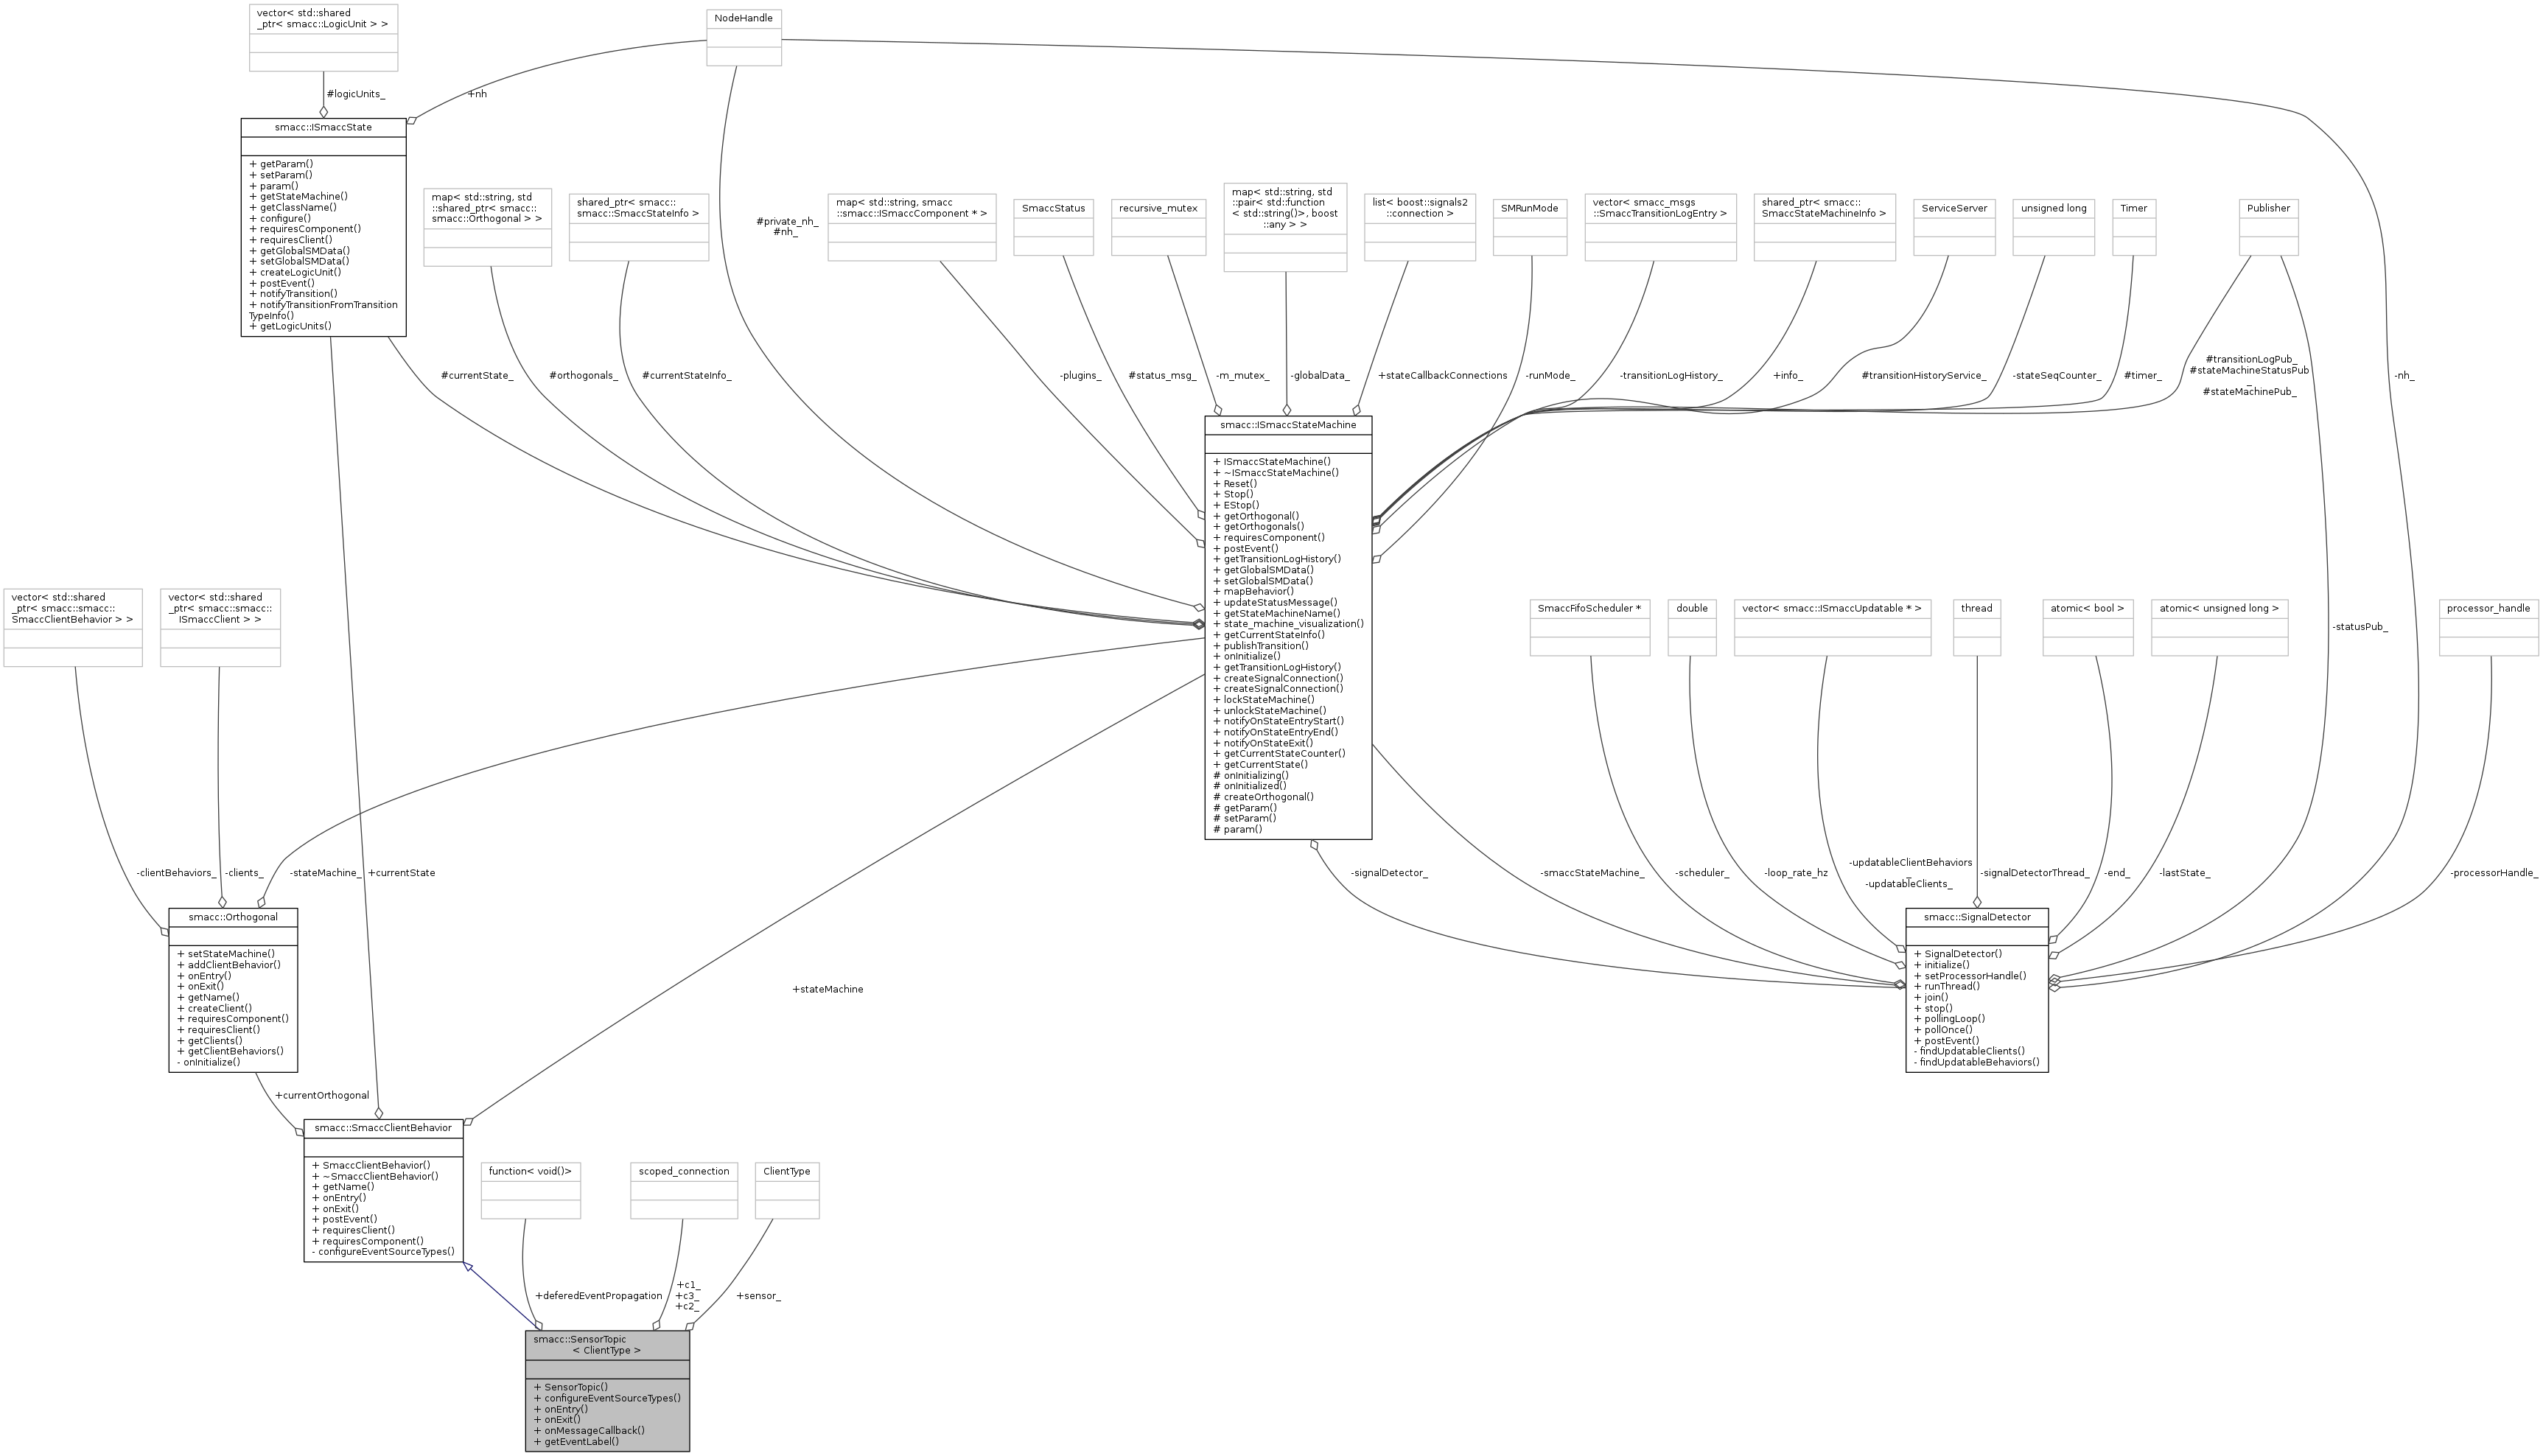 vector< std::shared
_ptr< smacc::LogicUnit > >
NodeHandle
#logicUnits_
+nh
smacc::ISmaccState
+ getParam()
+ setParam()
+ param()
+ getStateMachine()
+ getClassName()
+ configure()
+ requiresComponent()
+ requiresClient()
+ getGlobalSMData()
+ setGlobalSMData()
+ createLogicUnit()
+ postEvent()
+ notifyTransition()
+ notifyTransitionFromTransition
TypeInfo()
+ getLogicUnits()
map< std::string, std
::shared_ptr< smacc::
smacc::Orthogonal > >
shared_ptr< smacc::
smacc::SmaccStateInfo >
#private_nh_
#nh_
map< std::string, smacc
::smacc::ISmaccComponent * >
SmaccStatus
recursive_mutex
map< std::string, std
::pair< std::function
< std::string()>, boost
::any > >
list< boost::signals2
::connection >
SMRunMode
vector< smacc_msgs
::SmaccTransitionLogEntry >
shared_ptr< smacc::
SmaccStateMachineInfo >
ServiceServer
unsigned long
Timer
Publisher
#currentState_
#orthogonals_
#currentStateInfo_
-plugins_
#status_msg_
-m_mutex_
-globalData_
+stateCallbackConnections
-runMode_
-transitionLogHistory_
+info_
#transitionHistoryService_
-stateSeqCounter_
#timer_
#transitionLogPub_
#stateMachineStatusPub
_
#stateMachinePub_
-nh_
smacc::ISmaccStateMachine
+ ISmaccStateMachine()
+ ~ISmaccStateMachine()
+ Reset()
+ Stop()
+ EStop()
+ getOrthogonal()
+ getOrthogonals()
+ requiresComponent()
+ postEvent()
+ getTransitionLogHistory()
+ getGlobalSMData()
+ setGlobalSMData()
+ mapBehavior()
+ updateStatusMessage()
+ getStateMachineName()
+ state_machine_visualization()
+ getCurrentStateInfo()
+ publishTransition()
+ onInitialize()
+ getTransitionLogHistory()
+ createSignalConnection()
+ createSignalConnection()
+ lockStateMachine()
+ unlockStateMachine()
+ notifyOnStateEntryStart()
+ notifyOnStateEntryEnd()
+ notifyOnStateExit()
+ getCurrentStateCounter()
+ getCurrentState()
# onInitializing()
# onInitialized()
# createOrthogonal()
# getParam()
# setParam()
# param()
vector< std::shared
_ptr< smacc::smacc::
SmaccClientBehavior > >
vector< std::shared
_ptr< smacc::smacc::
ISmaccClient > >
SmaccFifoScheduler *
double
vector< smacc::ISmaccUpdatable * >
thread
atomic< bool >
atomic< unsigned long >
-statusPub_
processor_handle
-clientBehaviors_
-clients_
-stateMachine_
+currentState
-signalDetector_
-smaccStateMachine_
-scheduler_
-loop_rate_hz
-updatableClientBehaviors
_
-updatableClients_
-signalDetectorThread_
-end_
-lastState_
-processorHandle_
smacc::Orthogonal
+ setStateMachine()
+ addClientBehavior()
+ onEntry()
+ onExit()
+ getName()
+ createClient()
+ requiresComponent()
+ requiresClient()
+ getClients()
+ getClientBehaviors()
- onInitialize()
+stateMachine
smacc::SignalDetector
+ SignalDetector()
+ initialize()
+ setProcessorHandle()
+ runThread()
+ join()
+ stop()
+ pollingLoop()
+ pollOnce()
+ postEvent()
- findUpdatableClients()
- findUpdatableBehaviors()
+currentOrthogonal
smacc::SmaccClientBehavior
+ SmaccClientBehavior()
+ ~SmaccClientBehavior()
+ getName()
+ onEntry()
+ onExit()
+ postEvent()
+ requiresClient()
+ requiresComponent()
- configureEventSourceTypes()
function< void()>
scoped_connection
ClientType
+deferedEventPropagation
+c1_
+c3_
+c2_
+sensor_
smacc::SensorTopic
< ClientType >
+ SensorTopic()
+ configureEventSourceTypes()
+ onEntry()
+ onExit()
+ onMessageCallback()
+ getEventLabel()